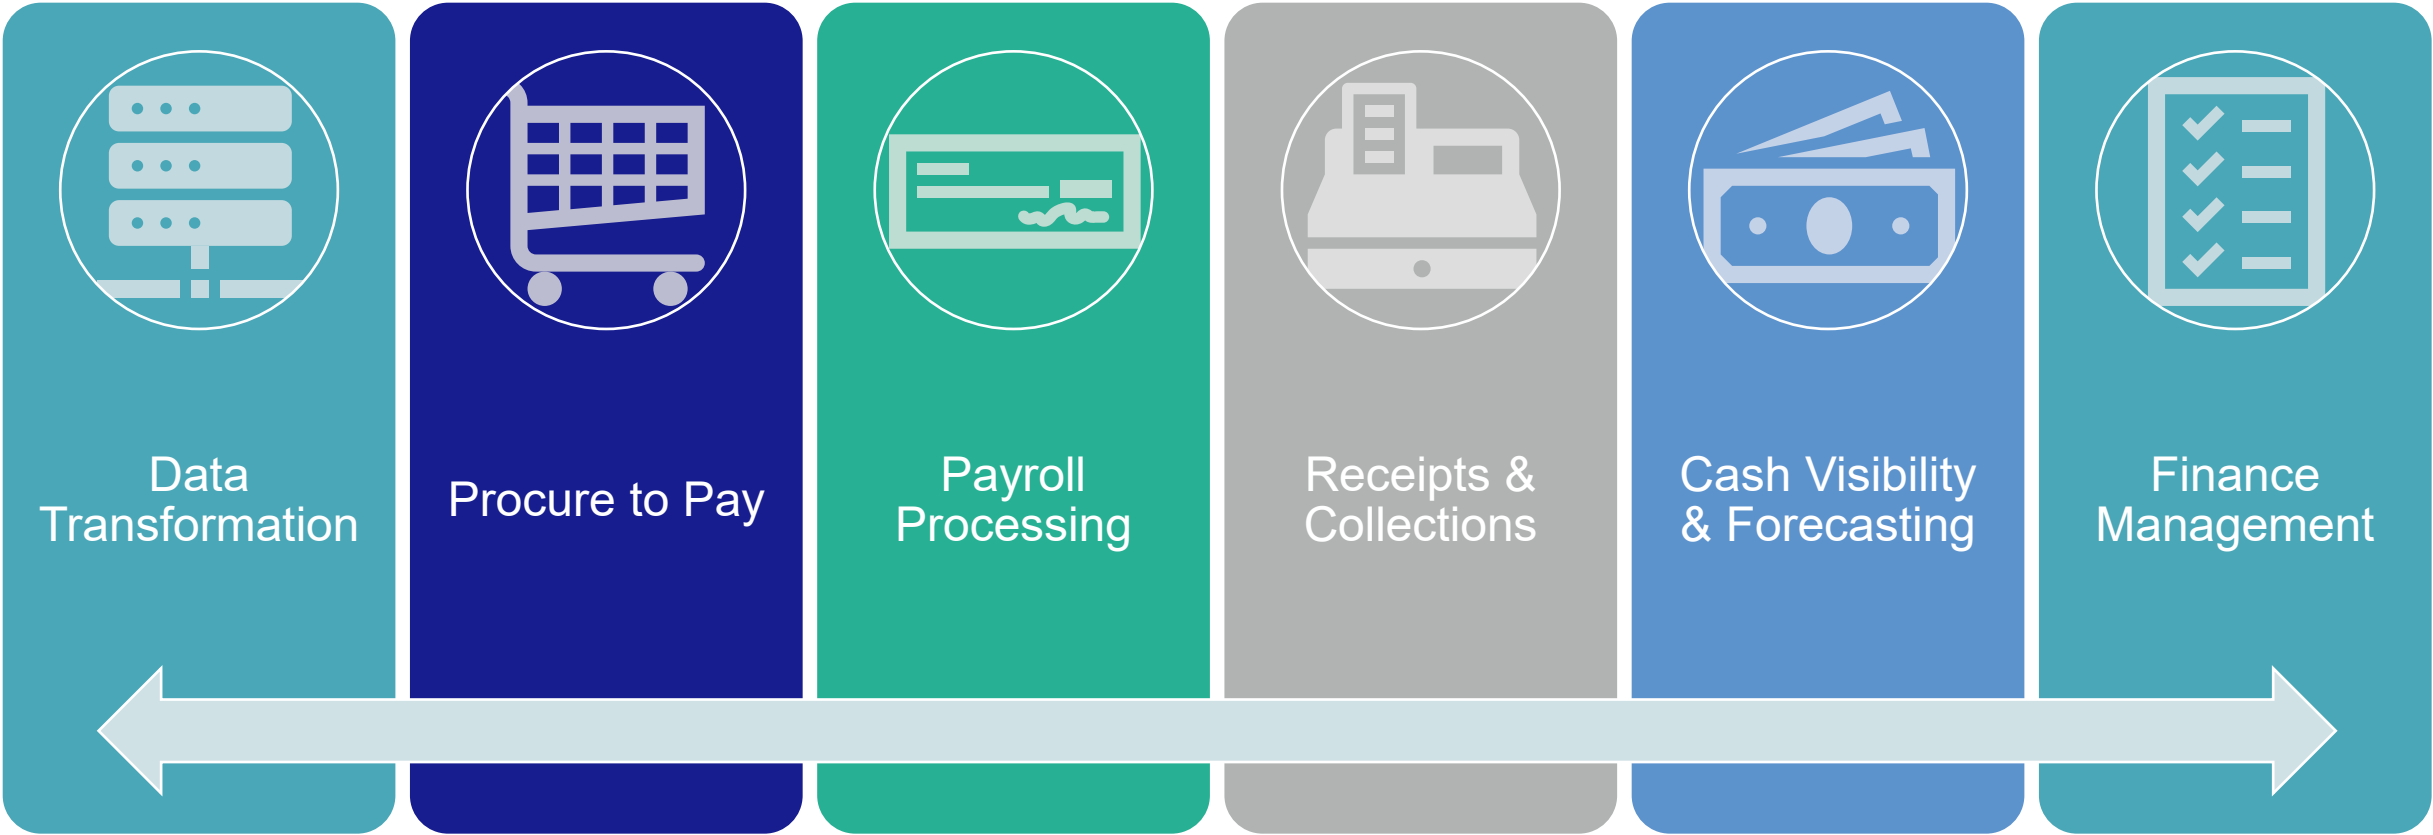 Data
Transformation
Procure to Pay
Payroll
Processing
Receipts &
Collections
Cash Visibility
& Forecasting
Finance
Management